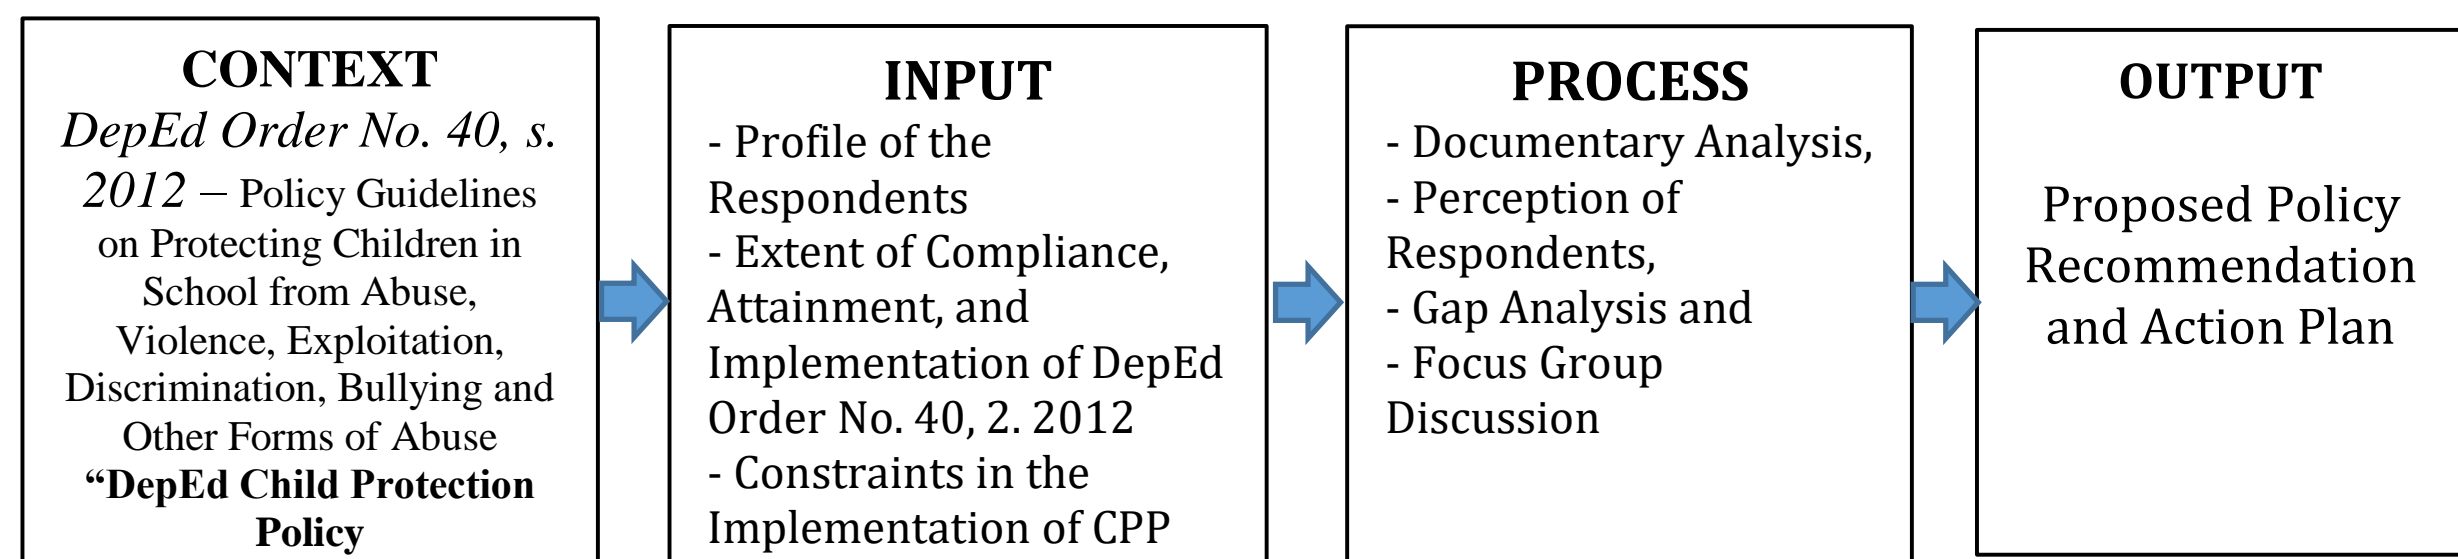 CONTEXT
DepEd Order No. 40, s.
2012 – Policy Guidelines
on Protecting Children in
School from Abuse,
Violence, Exploitation,
Discrimination, Bullying and
Other Forms of Abuse
“DepEd Child Protection
Policy
INPUT
- Profile of the
Respondents
- Extent of Compliance,
Attainment, and
Implementation of DepEd
Order No. 40, 2. 2012
- Constraints in the
Implementation of CPP
PROCESS
- Documentary Analysis,
- Perception of
Respondents,
- Gap Analysis and
- Focus Group
Discussion
OUTPUT
Proposed Policy
Recommendation
and Action Plan